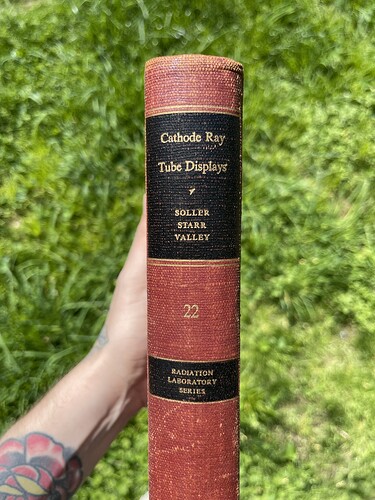 Cathode Ray
Tube Displays
SOLLER
STARR
VALLEY
22
RADIATION
LABORATORY
SERIES